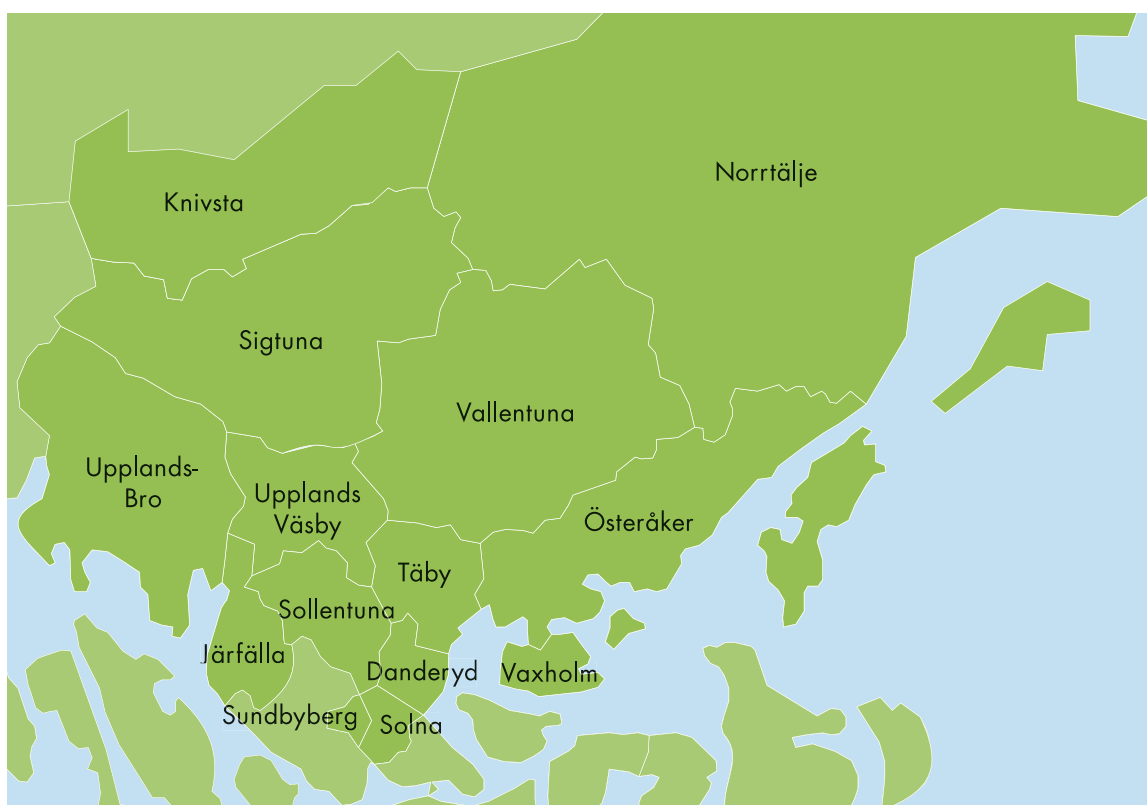 Norrtälje
Knivsta
Sigtuna
Vallentuna
Upplands-
Bro
Upplands
Väsby
Österåker
Täby
Sollentuna
Järfälla
Danderyd
Vaxholm
Sundbyberg
Solna